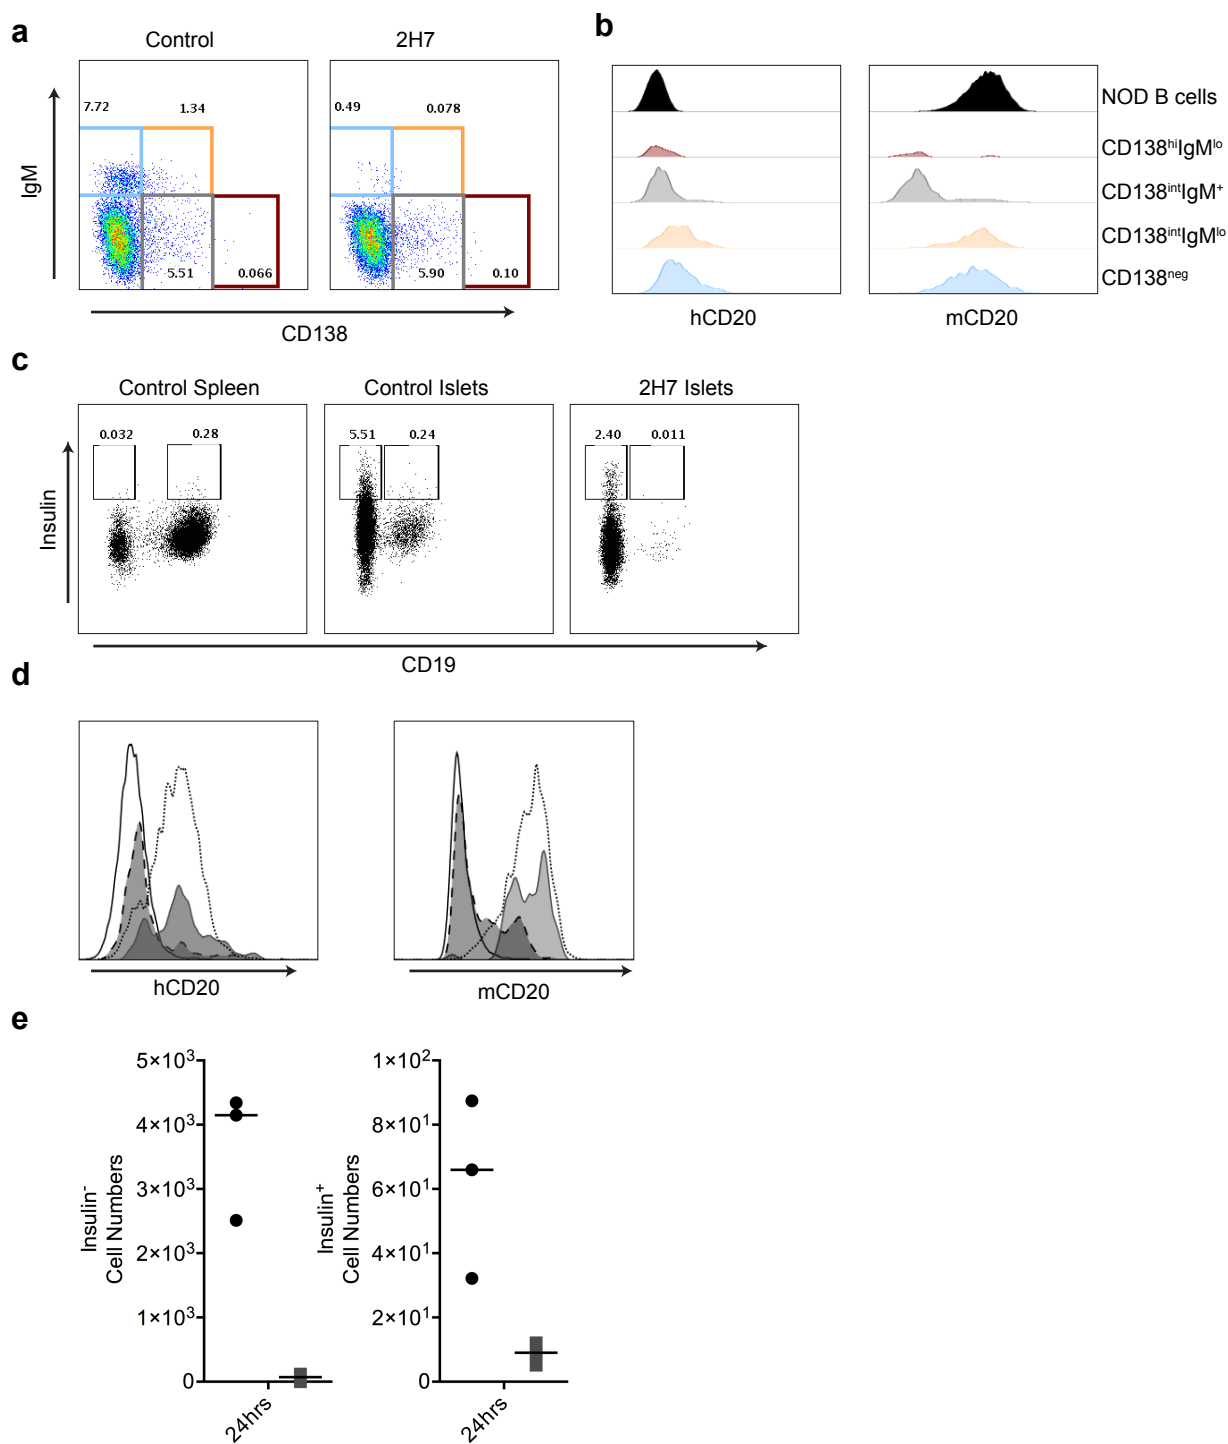 a
Control
2H7
7.72
1.34
0.49
0.078
5.51
0.066
5.90
0.10
IgM
CD138
b
NOD B cells
CD138hiIgMlo
CD138intIgM+
CD138intIgMlo
CD138neg
hCD20
mCD20
c
Control Spleen
Control Islets
2H7 Islets
0.032
0.28
5.51
0.24
2.40
0.011
Insulin
CD19
d
hCD20
mCD20
e
Insulin-
Cell Numbers
5×10³
4×10³
3×10³
2×10³
1×10³
0
24hrs
Insulin+
Cell Numbers
1×10²
8×10¹
6×10¹
4×10¹
2×10¹
0
24hrs